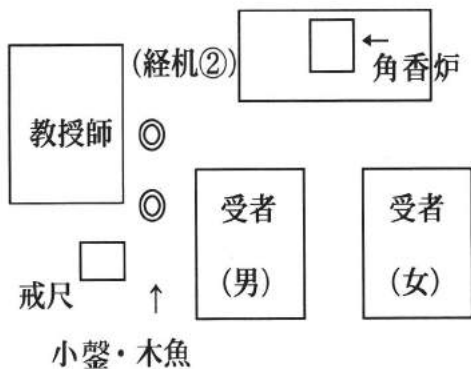 (経机②)
←
角香炉
教授師
◎
◎
受者
(男)
受者
(女)
戒尺
↑
小磬・木魚